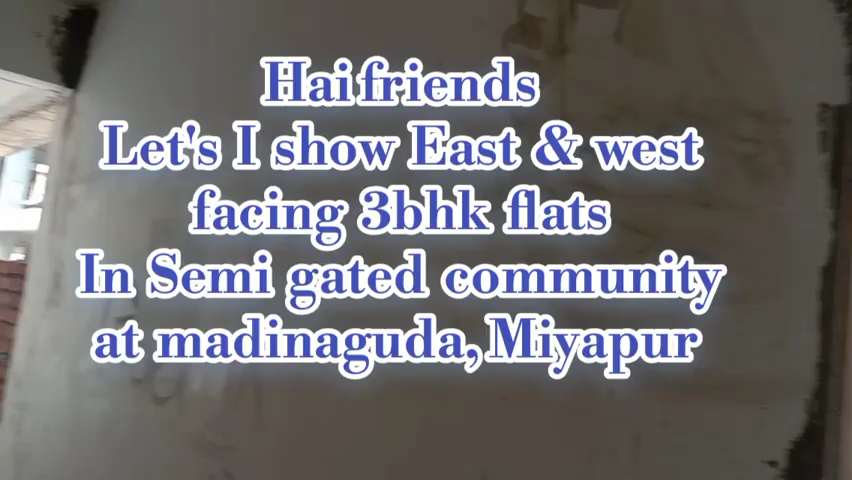 Hai friends
Let's I show East & west
facing 3bhk flats
In Semi gated community
at madinaguda, Miyapur